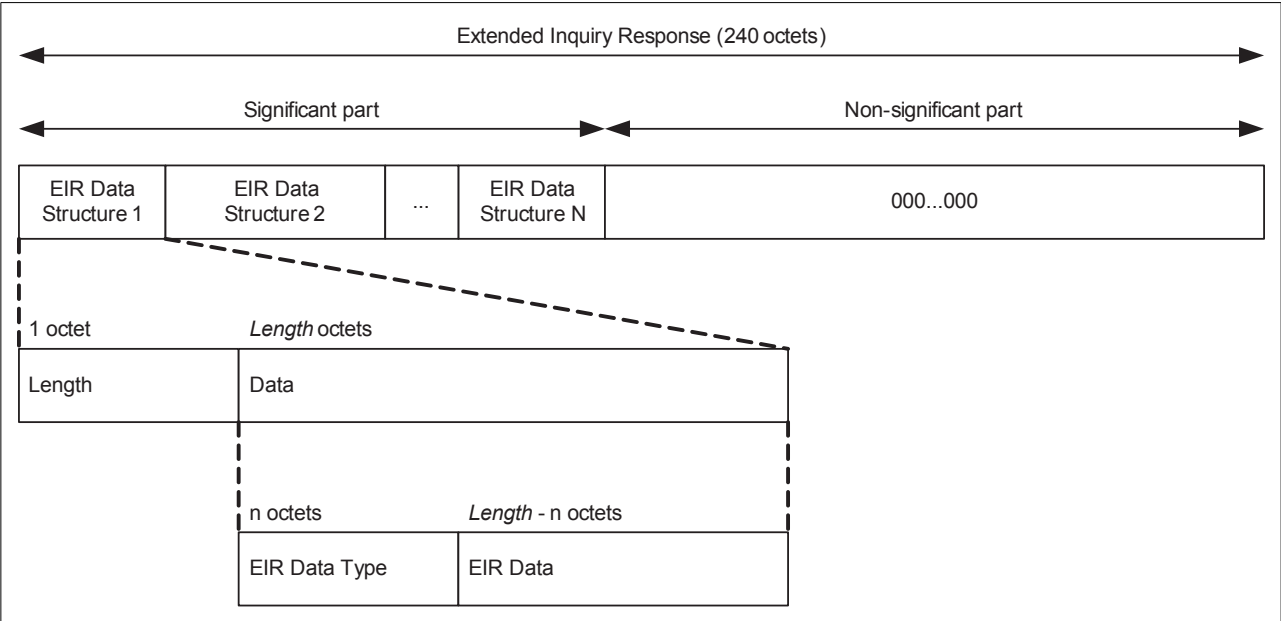 Extended Inquiry Response (240 octets)
Significant part
Non-significant part
EIR Data
Structure 1
EIR Data
Structure 2
...
EIR Data
Structure N
000...000
1 octet
Length octets
Length
Data
n octets
Length - n octets
EIR Data Type
EIR Data